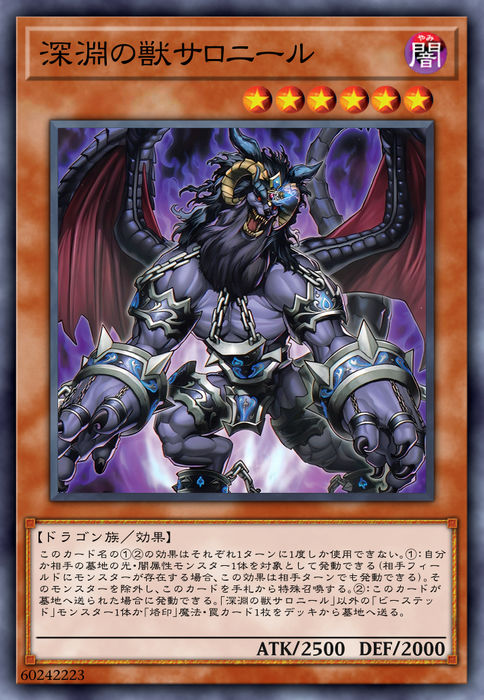 深淵の獣サロニール
やみ
闇
【ドラゴン族／効果】
このカード名の①②の効果はそれぞれ1ターンに1度しか使用できない。①：自分
か相手の墓地の光・闇属性モンスター1体を対象として発動できる（相手フィー
ルドにモンスターが存在する場合、この効果は相手ターンでも発動できる）。そ
のモンスターを除外し、このカードを手札から特殊召喚する。②：このカードが
墓地へ送られた場合に発動できる。「深淵の獣サロニール」以外の「ビーステッ
ド」モンスター1体か「烙印」魔法・罠カード1枚をデッキから墓地へ送る。
ATK/2500 DEF/2000
60242223